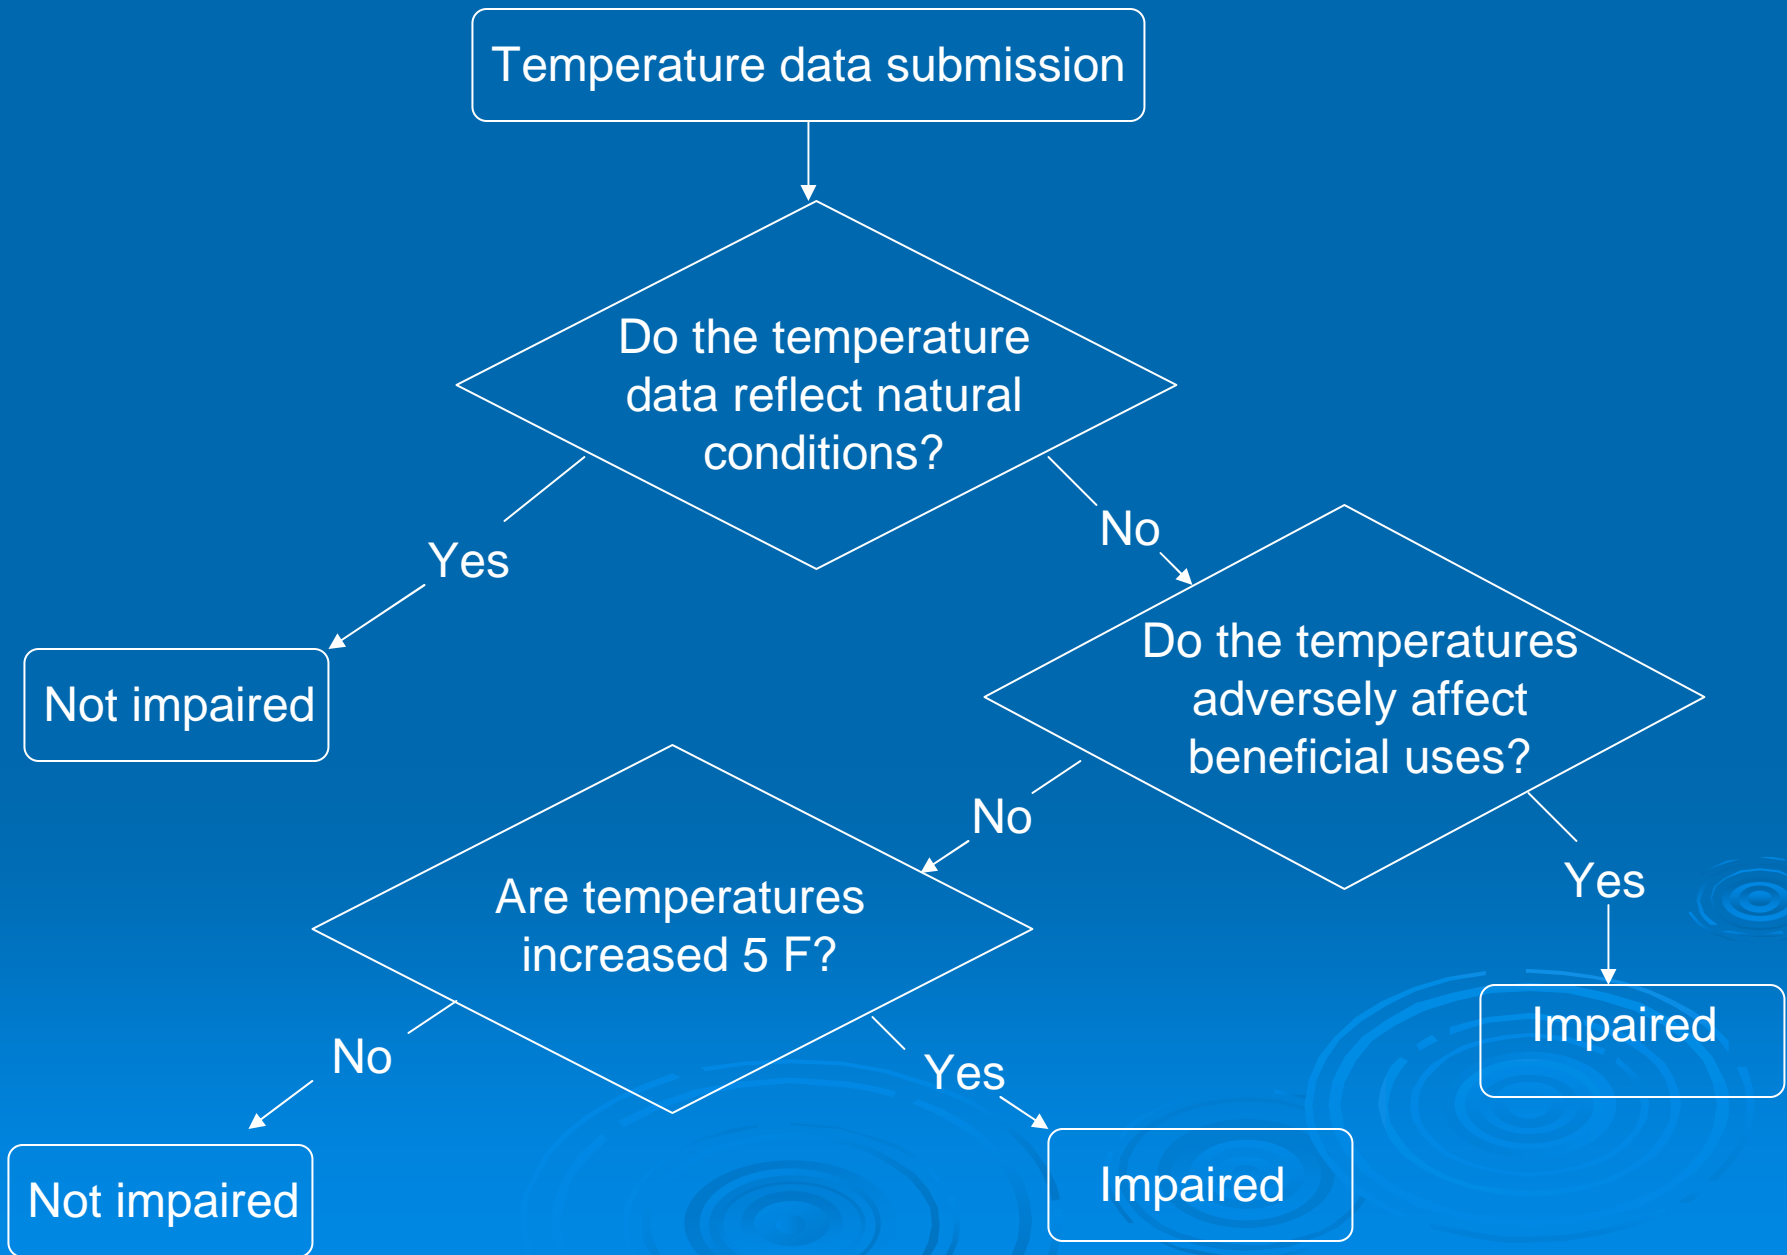 Temperature data submission
Do the temperature
data reflect natural
conditions?
Yes
No
Not impaired
Do the temperatures
adversely affect
beneficial uses?
No
Yes
Are temperatures
increased 5 F?
Impaired
No
Yes
Not impaired
Impaired